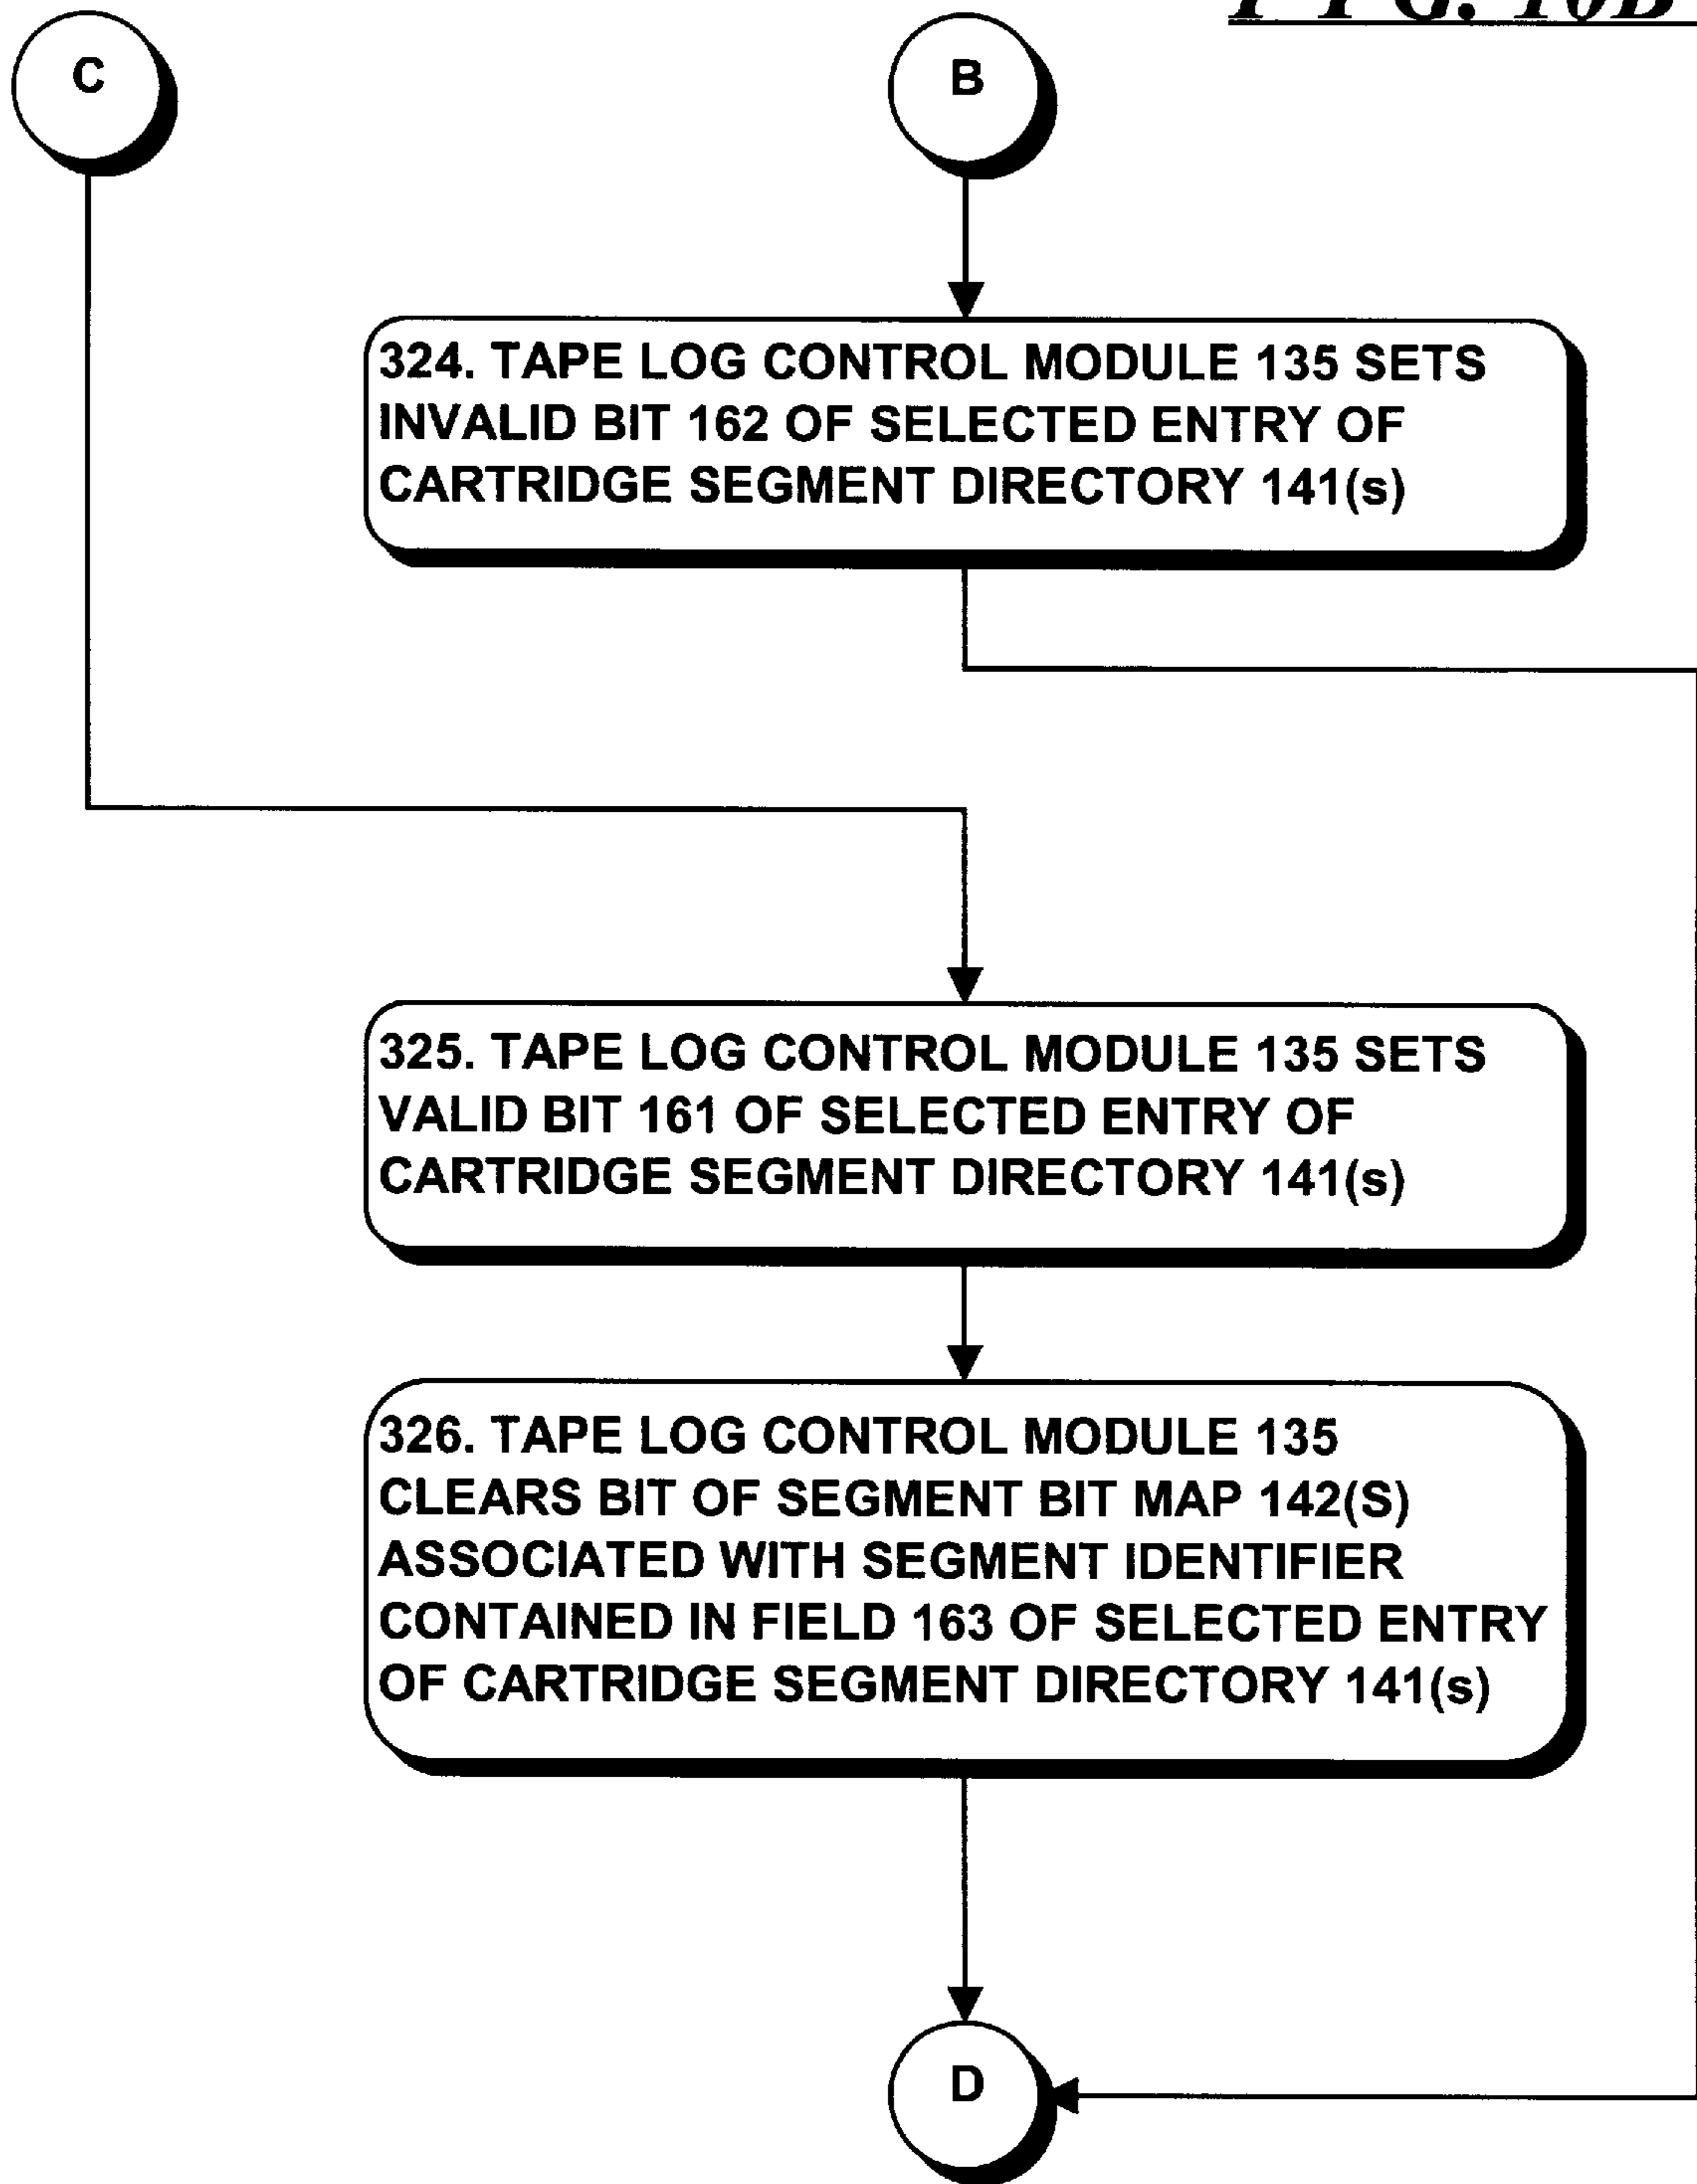 C
B
324. TAPE LOG CONTROL MODULE 135 SETS
INVALID BIT 162 OF SELECTED ENTRY OF
CARTRIDGE SEGMENT DIRECTORY 141(s)
325. TAPE LOG CONTROL MODULE 135 SETS
VALID BIT 161 OF SELECTED ENTRY OF
CARTRIDGE SEGMENT DIRECTORY 141(s)
326. TAPE LOG CONTROL MODULE 135
CLEARS BIT OF SEGMENT BIT MAP 142(S)
ASSOCIATED WITH SEGMENT IDENTIFIER
CONTAINED IN FIELD 163 OF SELECTED ENTRY
OF CARTRIDGE SEGMENT DIRECTORY 141(s)
D